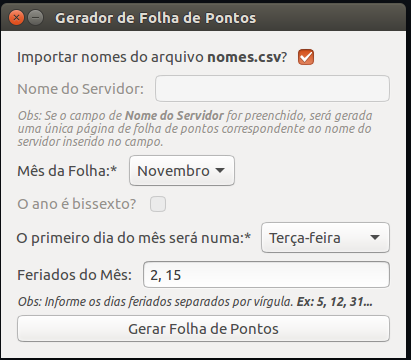 Gerador de Folha de Pontos
Importar nomes do arquivo nomes.csv?
Nome do Servidor:
Obs: Se o campo de Nome do Servidor for preenchido, será gerada
uma única página de folha de pontos correspondente ao nome do
servidor inserido no campo.
Mês da Folha:* Novembro
O ano é bissexto?
O primeiro dia do mês será numa:* Terça-feira
Feriados do Mês: 2, 15
Obs: Informe os dias feriados separados por vírgula. Ex: 5, 12, 31...
Gerar Folha de Pontos